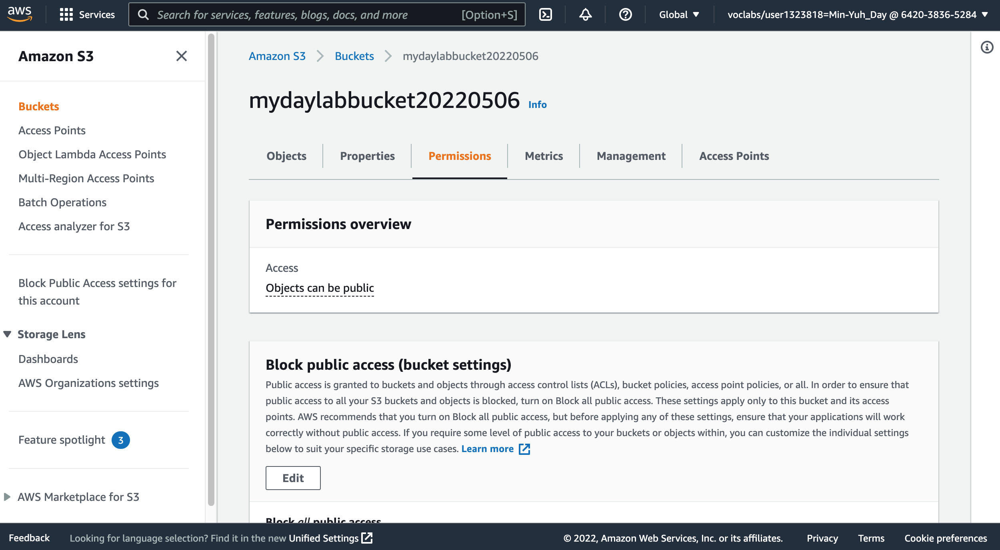 aws
Services
Search for services, features, blogs, docs, and more
[Option+S]
Global
voclabs/user1323818=Min-Yuh_Day @ 6420-3836-5284
Amazon S3
Buckets
Access Points
Object Lambda Access Points
Multi-Region Access Points
Batch Operations
Access analyzer for S3
Block Public Access settings for
this account
Storage Lens
Dashboards
AWS Organizations settings
Feature spotlight 3
AWS Marketplace for S3
Amazon S3 Buckets mydaylabbucket20220506
mydaylabbucket20220506 Info
Objects Properties Permissions Metrics Management Access Points
Permissions overview
Access
Objects can be public
Block public access (bucket settings)
Public access is granted to buckets and objects through access control lists (ACLs), bucket policies, access point policies, or all. In order to ensure that
public access to all your S3 buckets and objects is blocked, turn on Block all public access. These settings apply only to this bucket and its access
points. AWS recommends that you turn on Block all public access, but before applying any of these settings, ensure that your applications will work
correctly without public access. If you require some level of public access to your buckets or objects within, you can customize the individual settings
below to suit your specific storage use cases. Learn more
Edit
Block all public access
Feedback
Looking for language selection? Find it in the new Unified Settings
© 2022, Amazon Web Services, Inc. or its affiliates.
Privacy
Terms
Cookie preferences